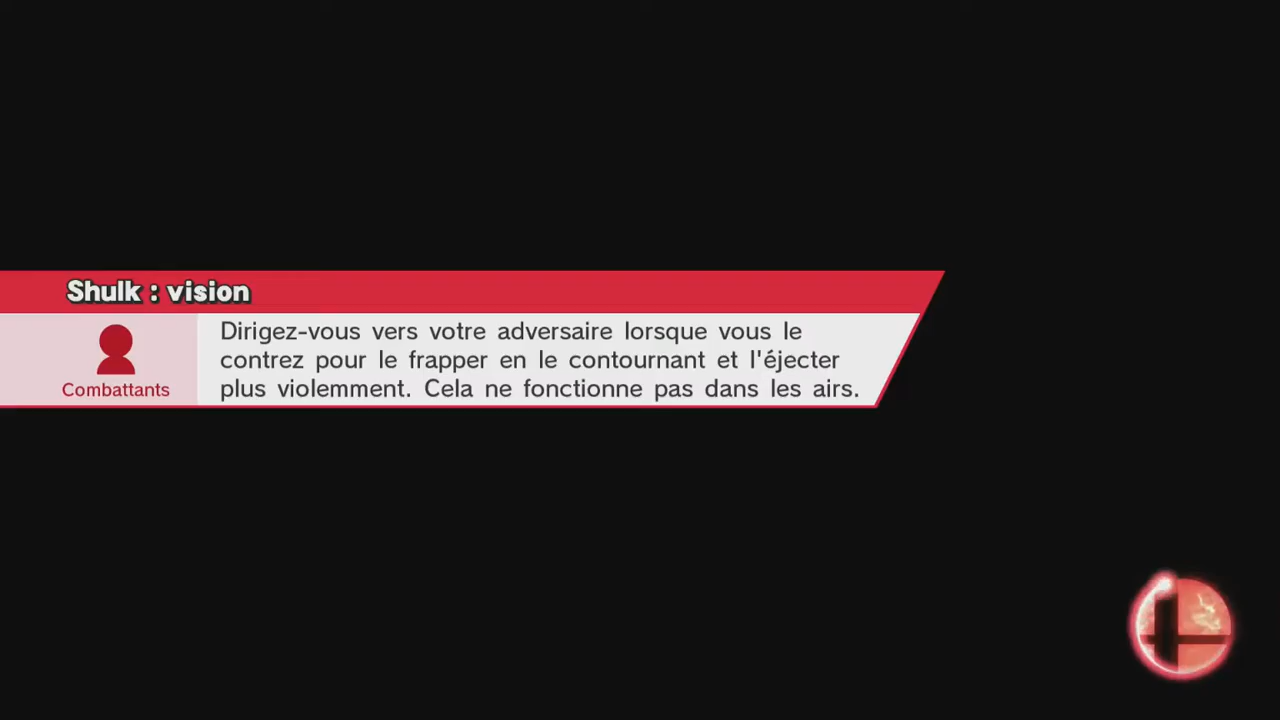 Shulk : vision
Combattants
Dirigez-vous vers votre adversaire lorsque vous le
contrez pour le frapper en le contournant et l'éjecter
plus violemment. Cela ne fonctionne pas dans les airs.